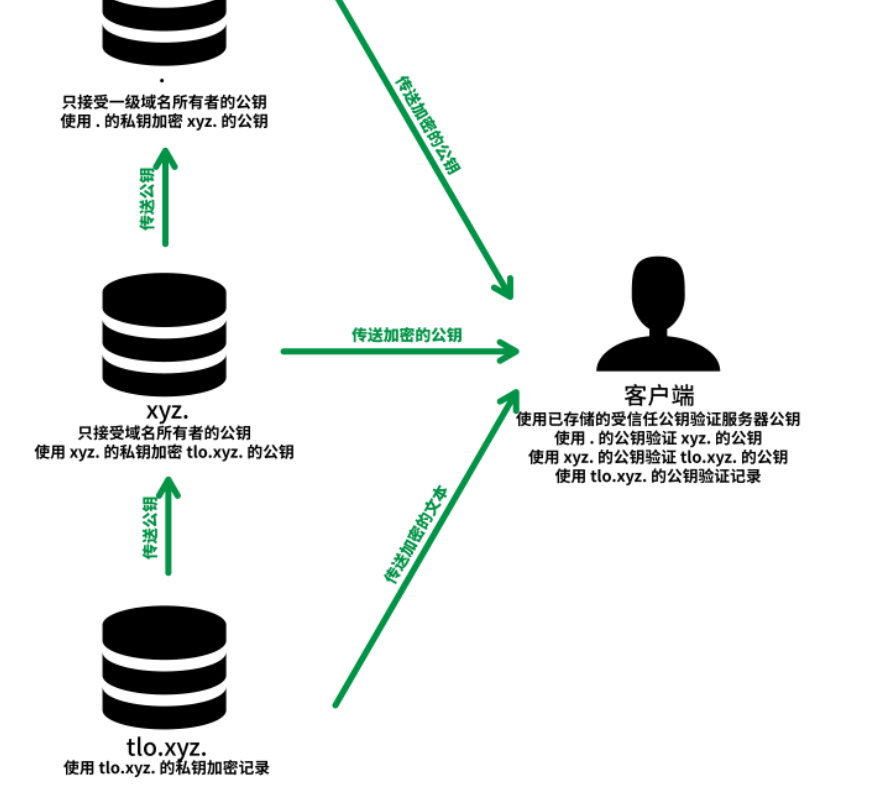 .
只接受一级域名所有者的公钥
使用 . 的私钥加密 xyz. 的公钥
传送加密的公钥
传送公钥
传送加密的公钥
xyz.
只接受域名所有者的公钥
使用 xyz. 的私钥加密 tlo.xyz. 的公钥
客户端
使用已存储的受信任公钥验证服务器公钥
使用 . 的公钥验证 xyz. 的公钥
使用 xyz. 的公钥验证 tlo.xyz. 的公钥
使用 tlo.xyz. 的公钥验证记录
传送公钥
传送加密的文本
tlo.xyz.
使用 tlo.xyz. 的私钥加密记录